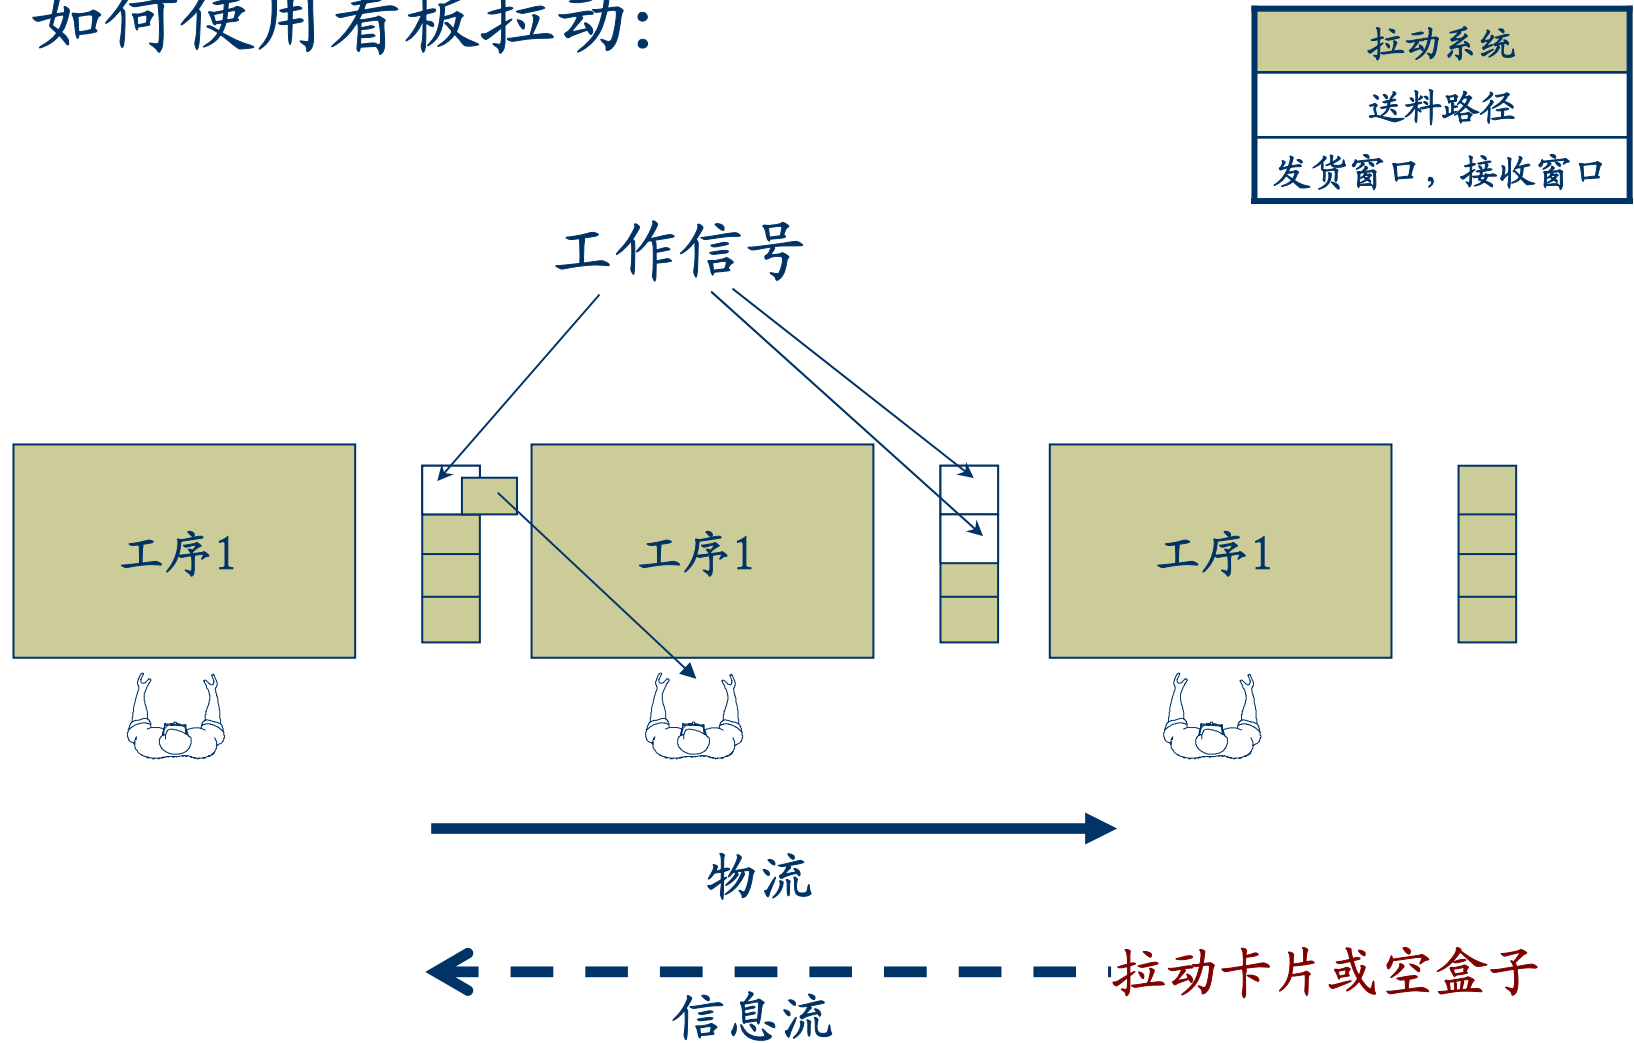 如何使用看板拉动:
拉动系统
送料路径
发货窗口，接收窗口
工作信号
工序1
工序1
工序1
物流
拉动卡片或空盒子
信息流